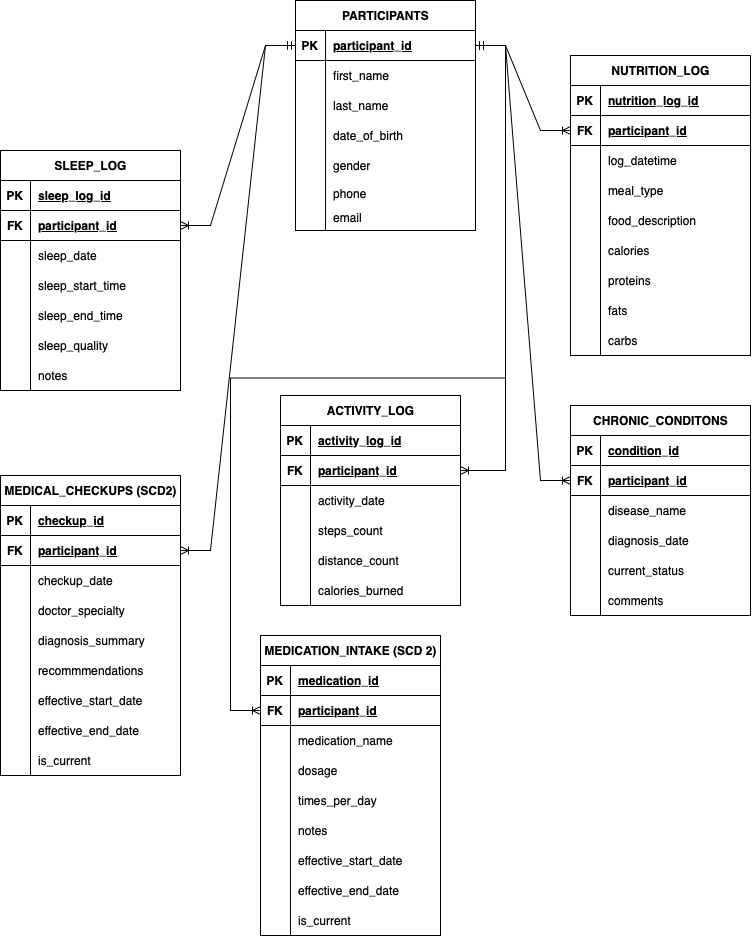 PARTICIPANTS
PK participant_id
first_name
last_name
date_of_birth
gender
phone
email
NUTRITION_LOG
PK nutrition_log_id
FK participant_id
log_datetime
meal_type
food_description
calories
proteins
fats
carbs
SLEEP_LOG
PK sleep_log_id
FK participant_id
sleep_date
sleep_start_time
sleep_end_time
sleep_quality
notes
ACTIVITY_LOG
PK activity_log_id
FK participant_id
activity_date
steps_count
distance_count
calories_burned
CHRONIC_CONDITONS
PK condition_id
FK participant_id
disease_name
diagnosis_date
current_status
comments
MEDICAL_CHECKUPS (SCD2)
PK checkup_id
FK participant_id
checkup_date
doctor_specialty
diagnosis_summary
recommmendations
effective_start_date
effective_end_date
is_current
MEDICATION_INTAKE (SCD 2)
PK medication_id
FK participant_id
medication_name
dosage
times_per_day
notes
effective_start_date
effective_end_date
is_current